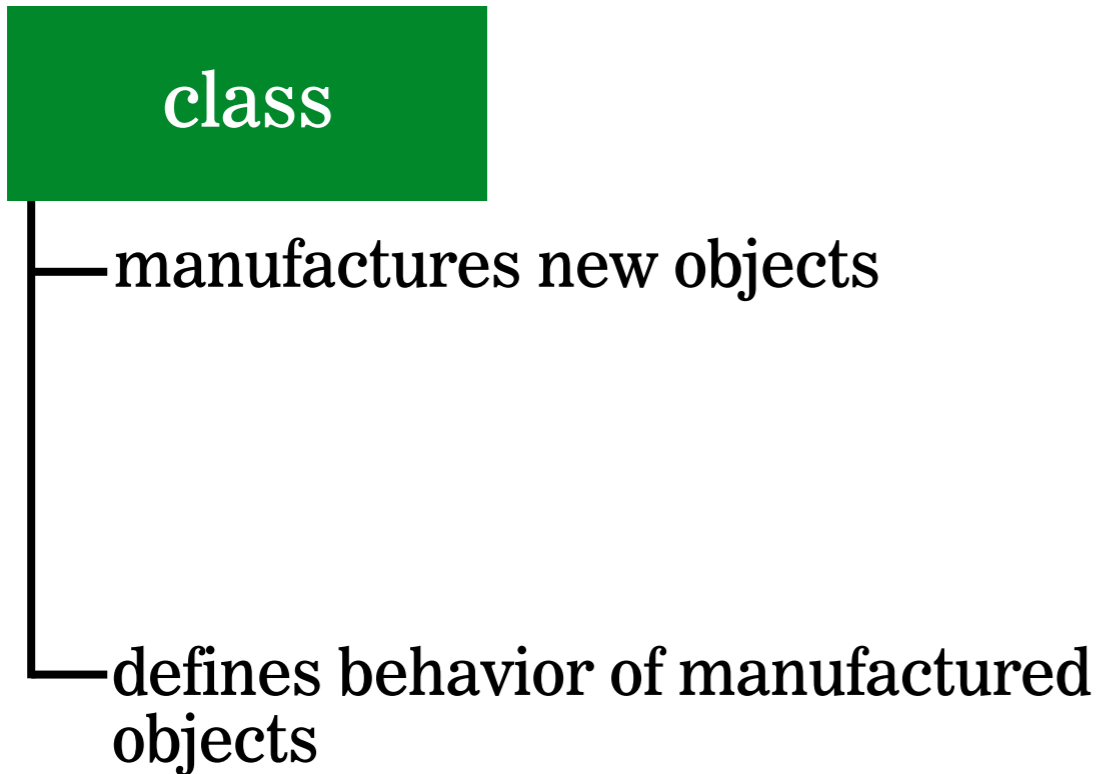 class
manufactures new objects
defines behavior of manufactured
objects